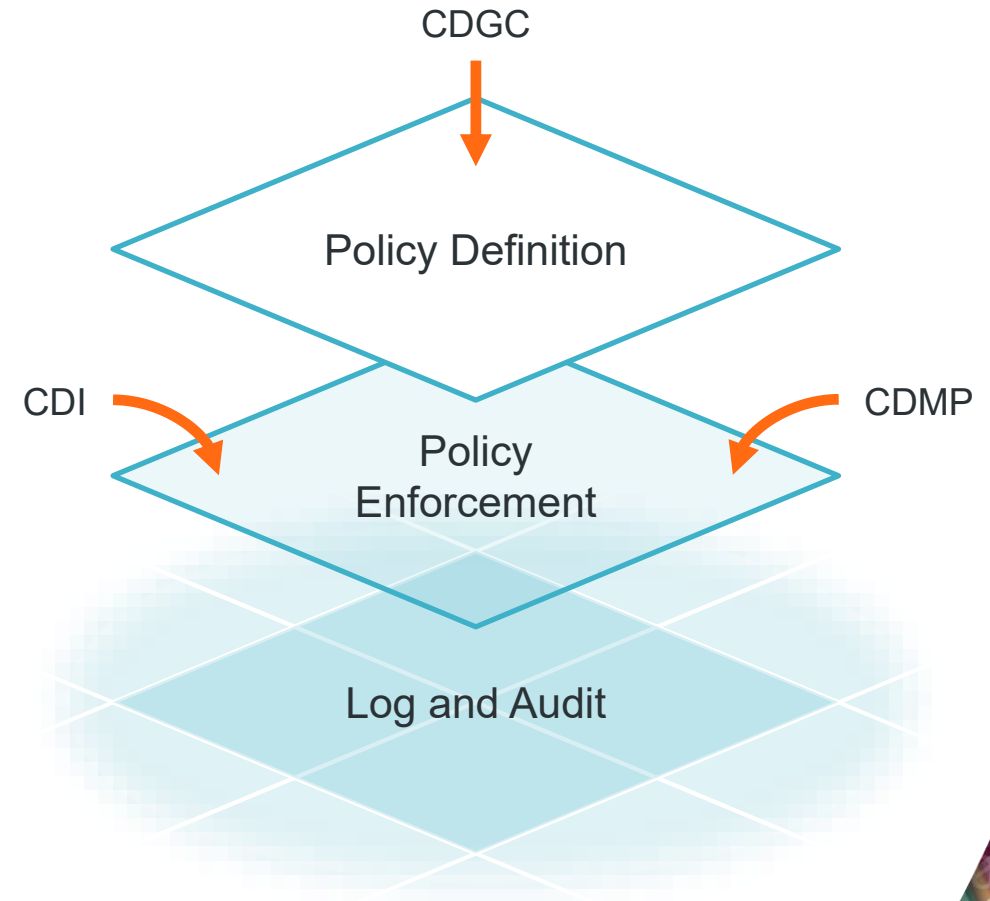 CDGC
Policy Definition
CDI
CDMP
Policy
Enforcement
Log and Audit